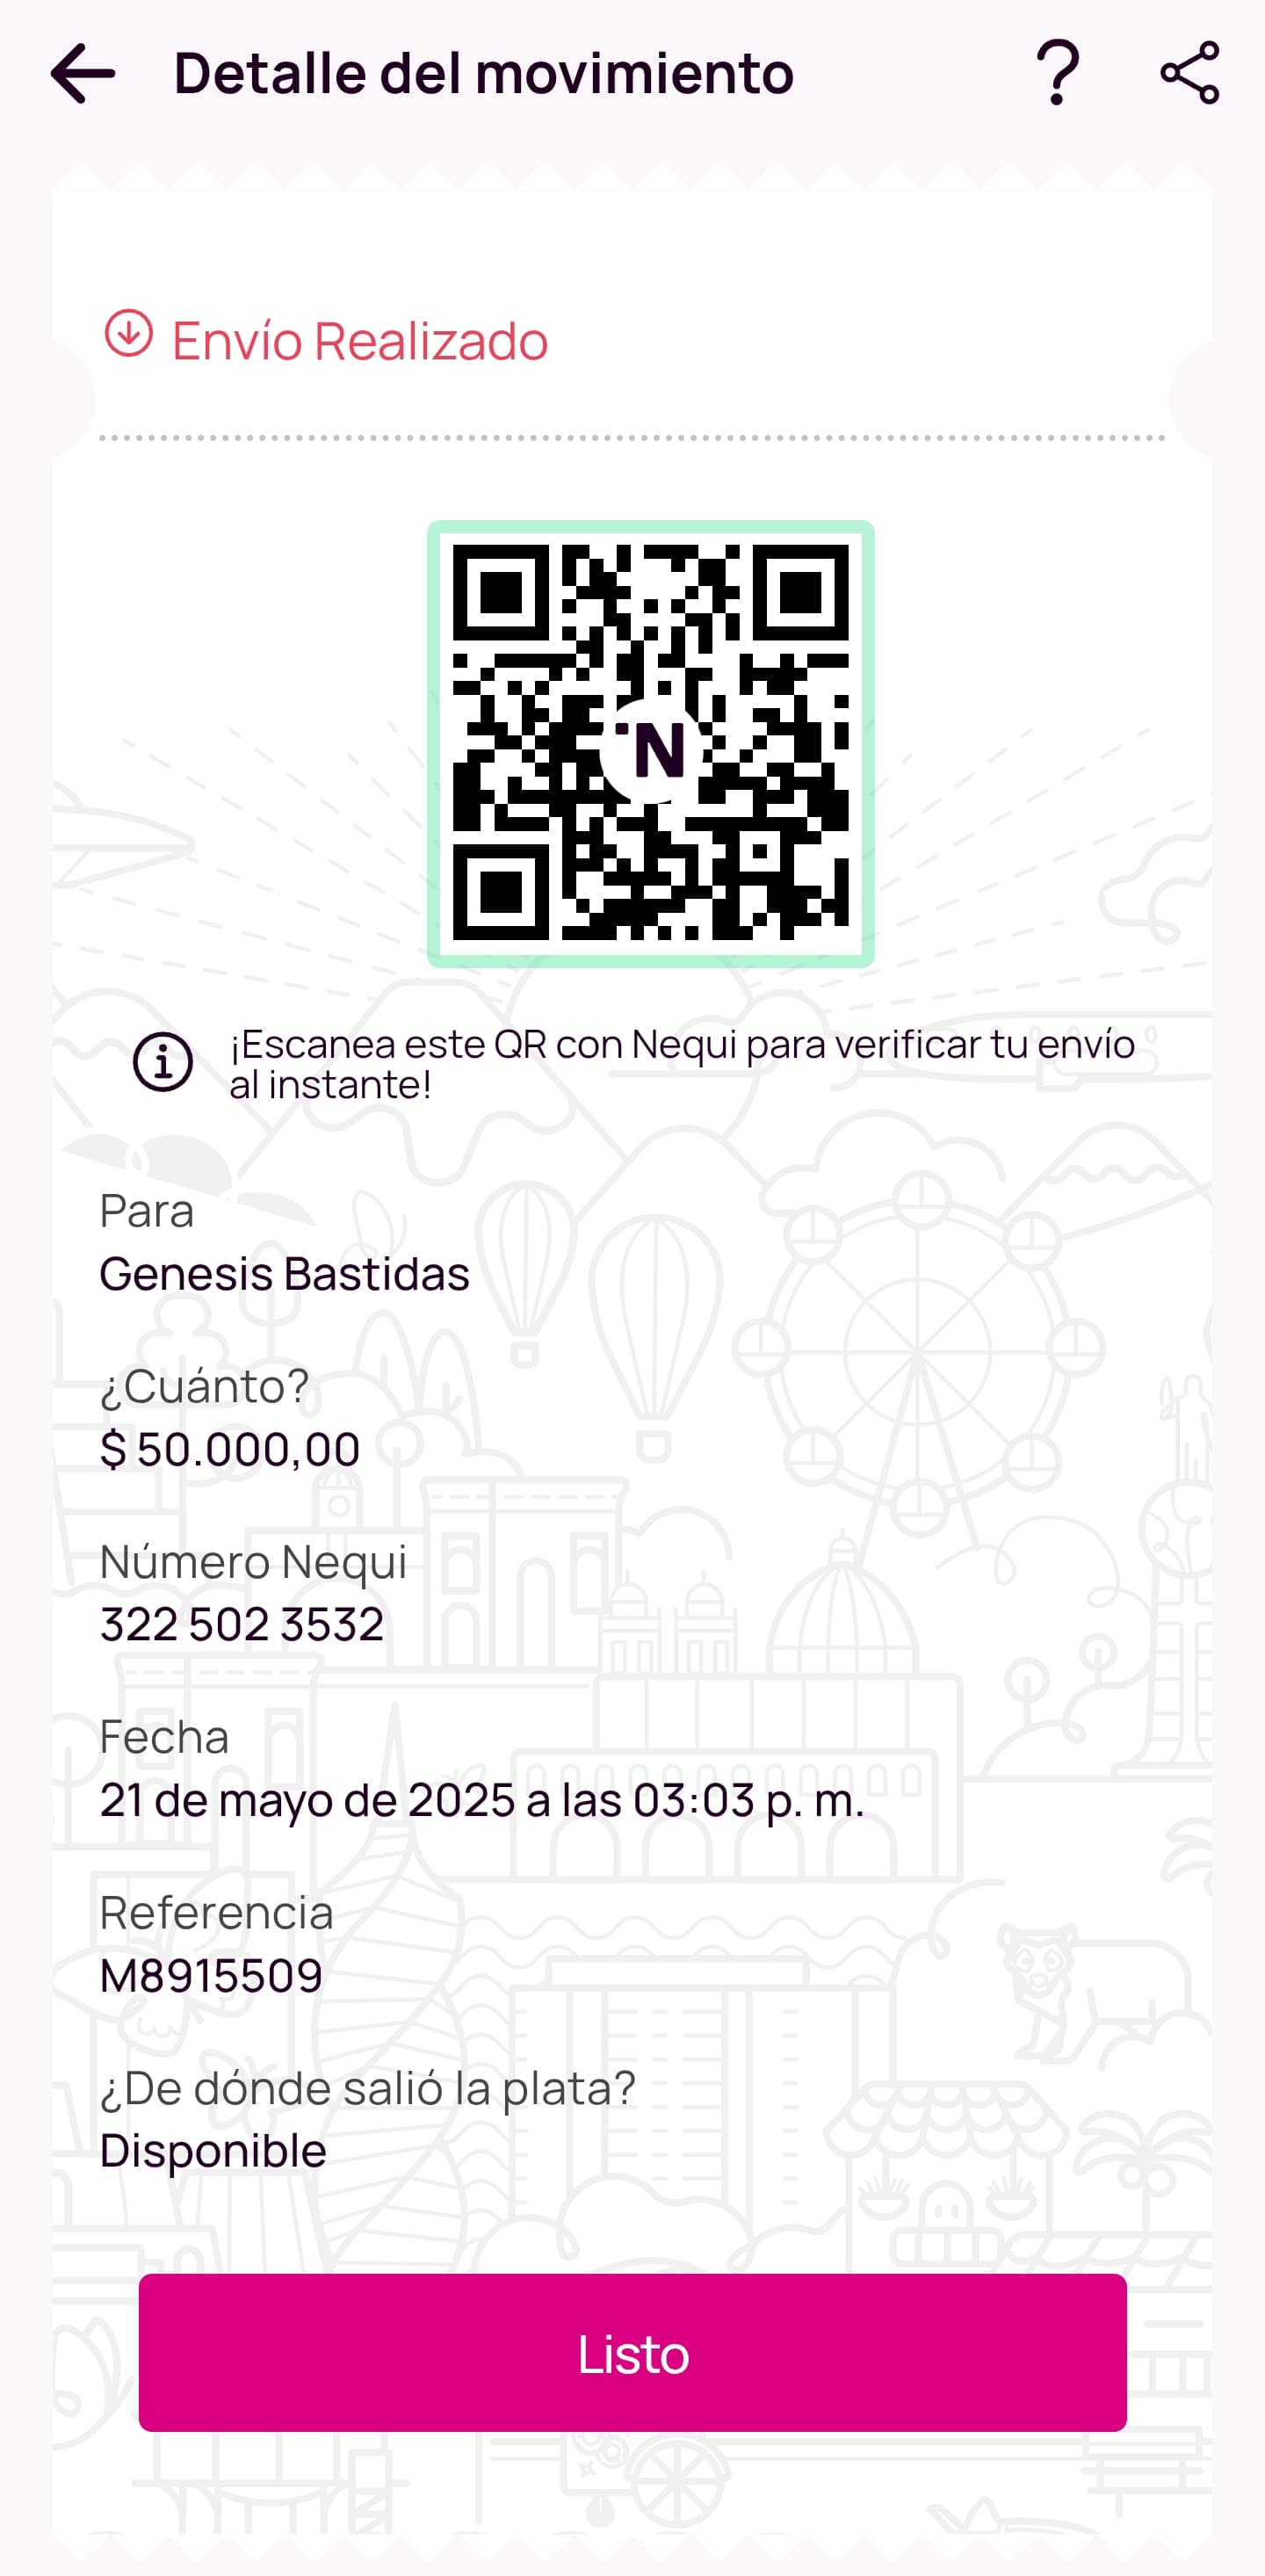 Detalle del movimiento
Envío Realizado
N
¡Escanea este QR con Nequi para verificar tu envío
al instante!
Para
Genesis Bastidas
¿Cuánto?
$ 50.000,00
Número Nequi
322 502 3532
Fecha
21 de mayo de 2025 a las 03:03 p. m.
Referencia
M8915509
¿De dónde salió la plata?
Disponible
Listo